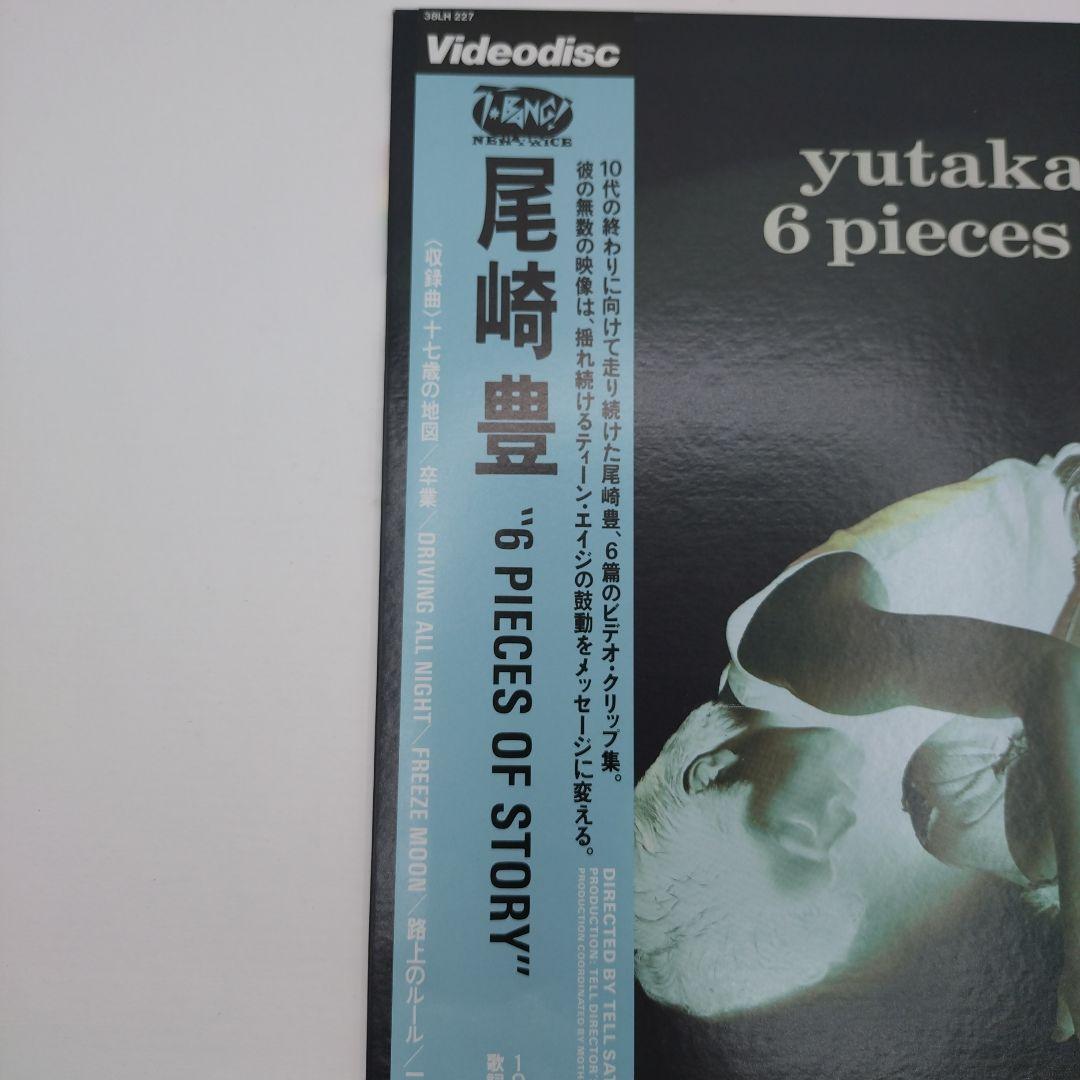 38LH 227
Videodisc
yutaka
6 pieces
10代の終わりに向けて走り続けた尾崎豊、6篇のビデオ・クリップ集。
彼の無数の映像は、揺れ続けるティーン・エイジの鼓動をメッセージに変える。
尾崎豊 “6 PIECES OF STORY”
〈収録曲〉十七歳の地図/卒業/DRIVING ALL NIGHT/FREEZE MOON/路上のルール/
DIRECTED BY TELL
PRODUCTION: TELL DIRECTOR'
PRODUCTION COORDINATED BY